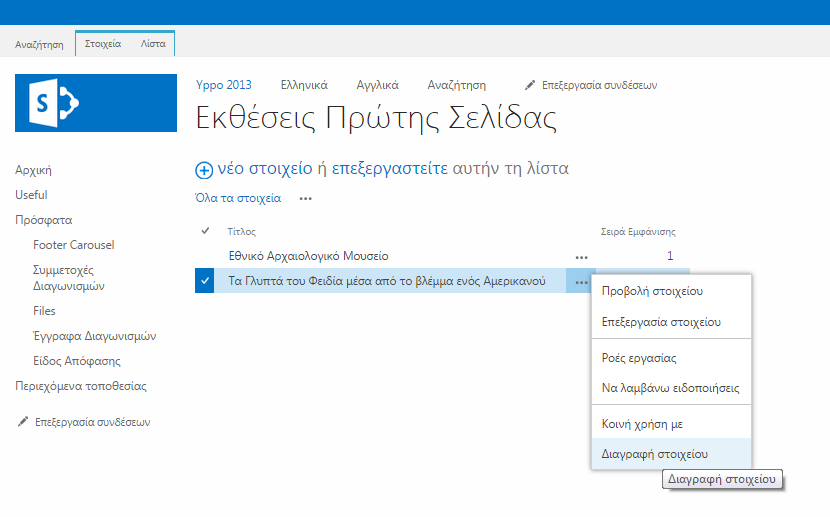 Αναζήτηση Στοιχεία Λίστα
S
Yppo 2013 Ελληνικά Αγγλικά Αναζήτηση Επεξεργασία συνδέσεων
Εκθέσεις Πρώτης Σελίδας
νέο στοιχείο ή επεξεργαστείτε αυτήν τη λίστα
Όλα τα στοιχεία ...
Τίτλος Σειρά Εμφάνισης
Εθνικό Αρχαιολογικό Μουσείο ... 1
Τα Γλυπτά του Φειδία μέσα από το βλέμμα ενός Αμερικανού ...
Αρχική
Useful
Πρόσφατα
Footer Carousel
Συμμετοχές
Διαγωνισμών
Files
Έγγραφα Διαγωνισμών
Είδος Απόφασης
Περιεχόμενα τοποθεσίας
Επεξεργασία συνδέσεων
Προβολή στοιχείου
Επεξεργασία στοιχείου
Ροές εργασίας
Να λαμβάνω ειδοποιήσεις
Κοινή χρήση με
Διαγραφή στοιχείου
Διαγραφή στοιχείου